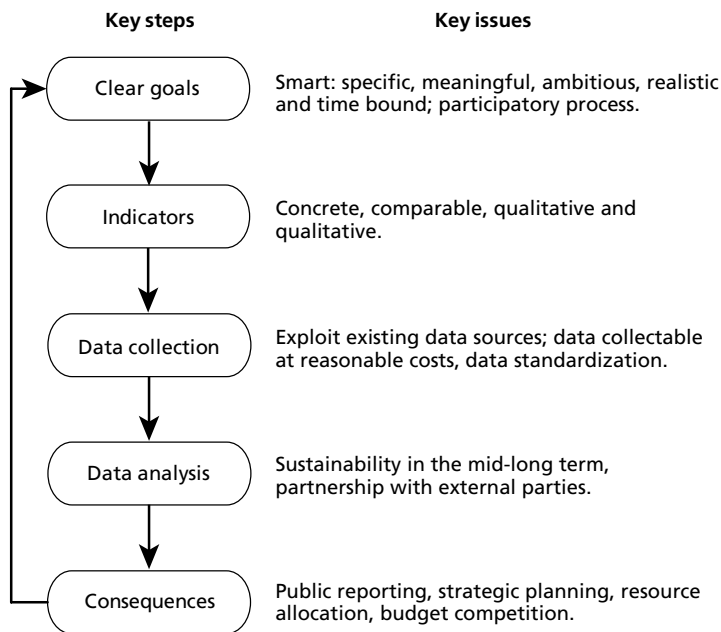 Key steps
Key issues
Clear goals
Smart: specific, meaningful, ambitious, realistic
and time bound; participatory process.
Indicators
Concrete, comparable, qualitative and
qualitative.
Data collection
Exploit existing data sources; data collectable
at reasonable costs, data standardization.
Data analysis
Sustainability in the mid-long term,
partnership with external parties.
Consequences
Public reporting, strategic planning, resource
allocation, budget competition.